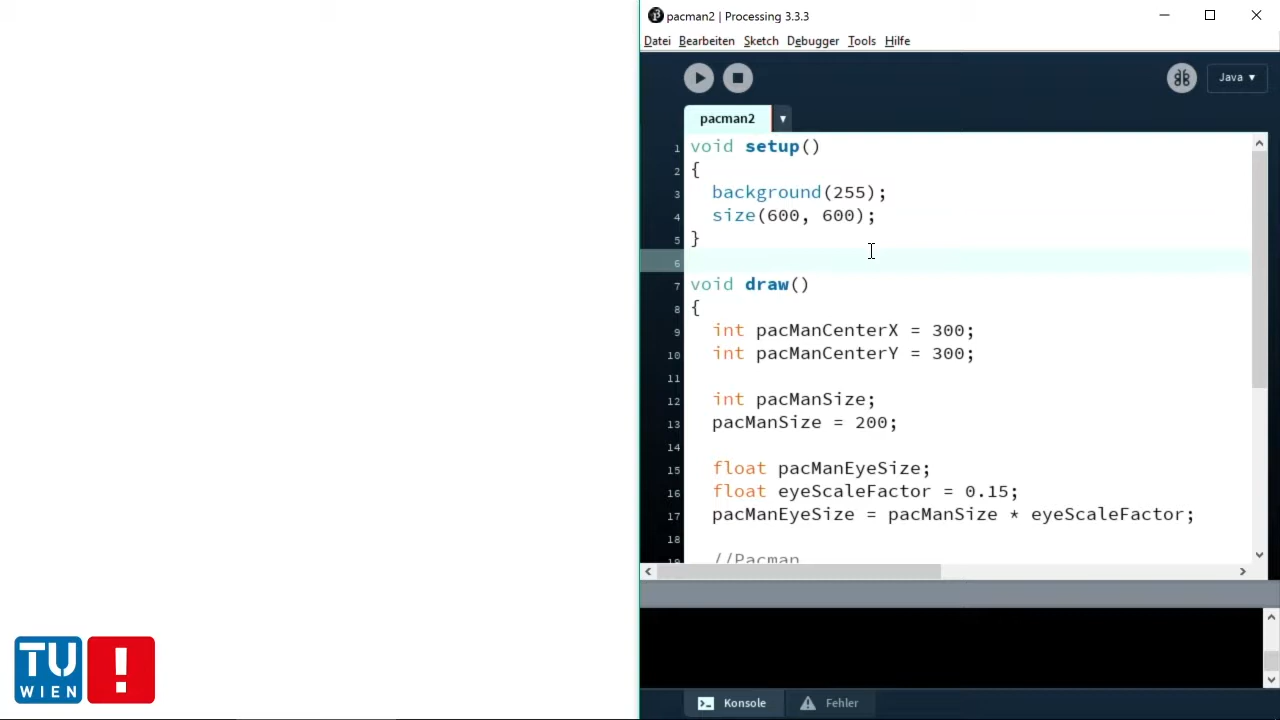 pacman2 | Processing 3.3.3
Datei Bearbeiten Sketch Debugger Tools Hilfe
Java ▾
pacman2 ▾
1 void setup()
2 {
3 background(255);
4 size(600, 600);
5 }
6
7 void draw()
8 {
9 int pacManCenterX = 300;
10 int pacManCenterY = 300;
11
12 int pacManSize;
13 pacManSize = 200;
14
15 float pacManEyeSize;
16 float eyeScaleFactor = 0.15;
17 pacManEyeSize = pacManSize * eyeScaleFactor;
18
19 //Pacman
TU
WIEN
!
Konsole Fehler